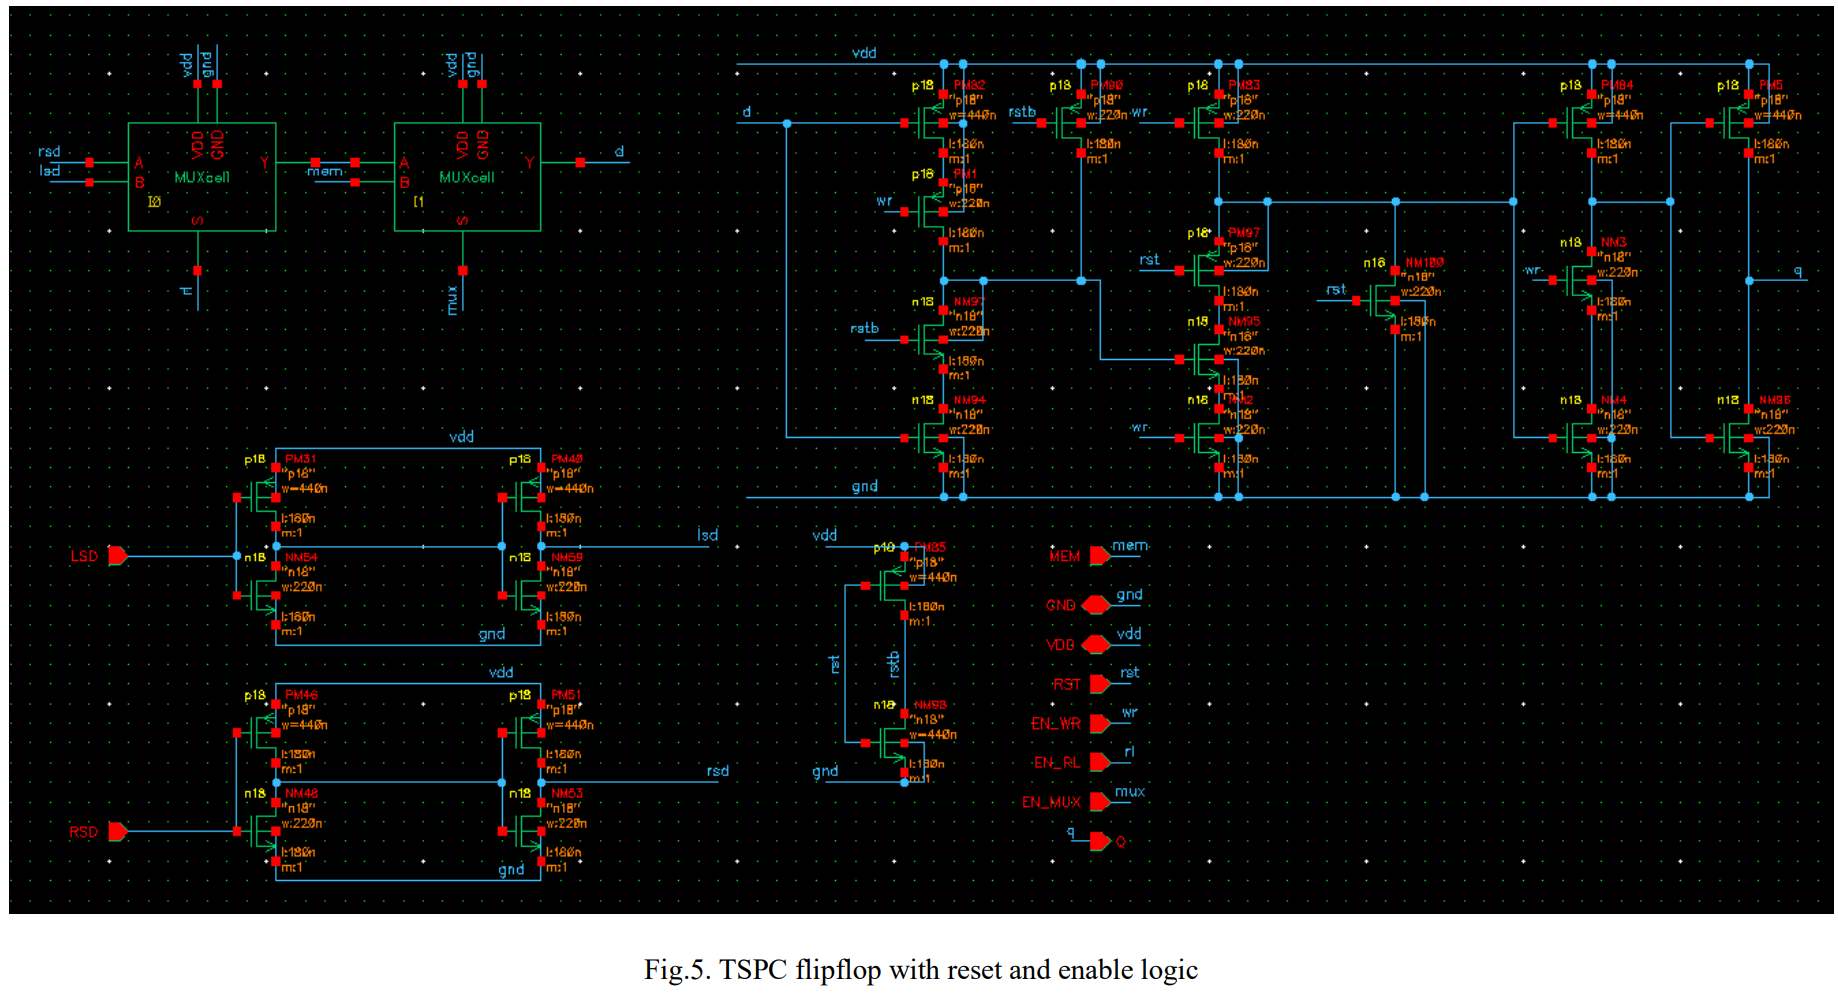 vdd
gnd
vdd
gnd
rsd
lsd
A
B
VDD
GND
Y
MUXcell
I0
S
rl
mem
A
B
VDD
GND
Y
MUXcell
I1
S
mux
d
vdd
d
p18
PM82
"p18"
w=440n
l:180n
m:1
p18
PM1
"p18"
w:220n
wr
l:180n
m:1
n18
NM97
"n18"
w:220n
rstb
l:180n
m:1
n18
NM94
"n18"
w:220n
l:180n
m:1
gnd
p18
PM90
"p18"
w:220n
rstb
l:180n
m:1
p18
PM83
"p18"
w:220n
wr
l:180n
m:1
p18
PM97
"p18"
w:220n
rst
l:180n
m:1
n18
NM95
"n18"
w:220n
l:180n
m:1
n18
NM2
"n18"
w:220n
wr
l:180n
m:1
n18
NM100
"n18"
w:220n
rst
l:180n
m:1
p18
PM84
"p18"
w=440n
l:180n
m:1
n18
NM3
"n18"
w:220n
wr
l:180n
m:1
n18
NM4
"n18"
w:220n
l:180n
m:1
p18
PM5
"p18"
w=440n
l:180n
m:1
q
n18
NM96
"n18"
w:220n
l:180n
m:1
vdd
p18
PM31
"p18"
w=440n
l:180n
m:1
p18
PM40
"p18"
w=440n
l:180n
m:1
LSD
n18
NM54
"n18"
w:220n
l:180n
m:1
n18
NM59
"n18"
w:220n
l:180n
m:1
lsd
gnd
vdd
p18
PM46
"p18"
w=440n
l:180n
m:1
p18
PM51
"p18"
w=440n
l:180n
m:1
rsd
RSD
n18
NM48
"n18"
w:220n
l:180n
m:1
n18
NM53
"n18"
w:220n
l:180n
m:1
gnd
vdd
p18
PM85
"p18"
w=440n
l:180n
m:1
rst
rstb
n18
NM98
"n18"
w=440n
l:180n
m:1
gnd
MEM mem
GND gnd
VDD vdd
RST rst
EN_WR wr
EN_RL rl
EN_MUX mux
q Q
Fig.5. TSPC flipflop with reset and enable logic